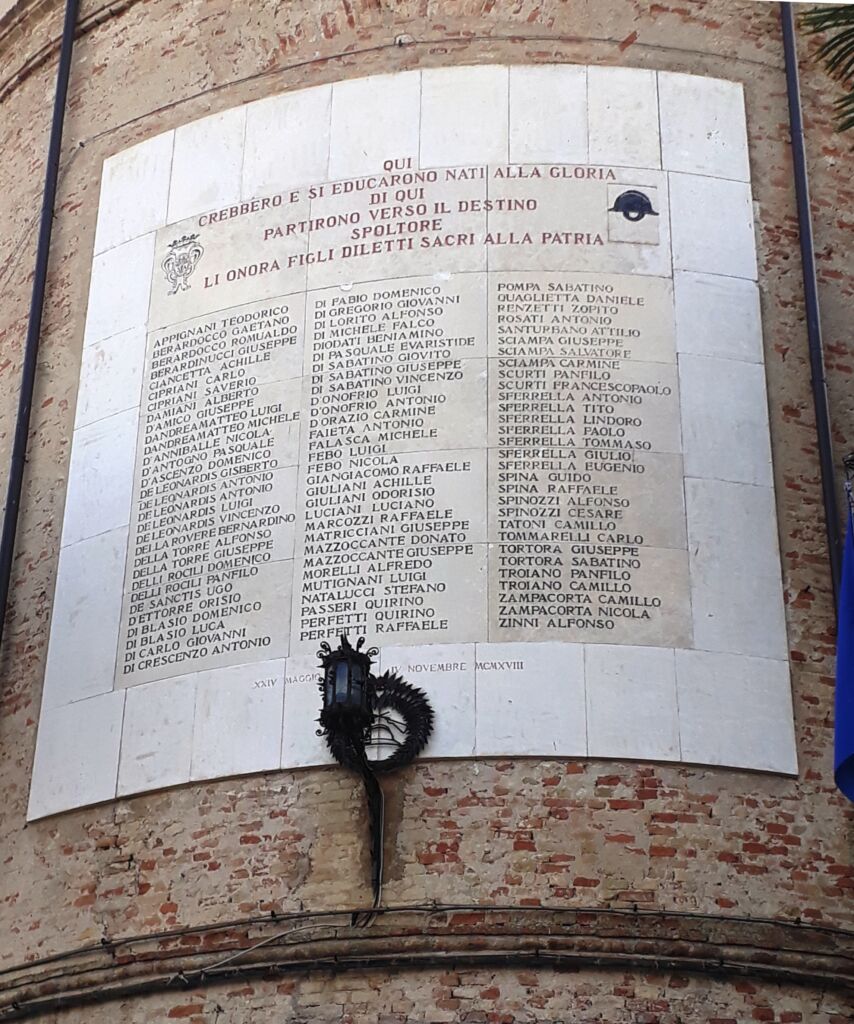 QUI
CREBBERO E SI EDUCARONO NATI ALLA GLORIA
DI QUI
PARTIRONO VERSO IL DESTINO
SPOLTORE
LI ONORA FIGLI DILETTI SACRI ALLA PATRIA
APPIGNANI TEODORICO
BERARDOCCO GAETANO
BERARDOCCO ROMUALDO
BERARDINUCCI GIUSEPPE
CIANCETTA ACHILLE
CIPRIANI CARLO
CIPRIANI SAVERIO
DAMIANI ALBERTO
D'AMICO GIUSEPPE
DANDREAMATTEO LUIGI
DANDREAMATTEO MICHELE
D'ANNIBALLE NICOLA
D'ANTOGNO PASQUALE
D'ASCENZO DOMENICO
DE LEONARDIS GISBERTO
DE LEONARDIS ANTONIO
DE LEONARDIS ANTONIO
DE LEONARDIS LUIGI
DE LEONARDIS VINCENZO
DELLA ROVERE BERNARDINO
DELLA TORRE ALFONSO
DELLA TORRE GIUSEPPE
DELLI ROCILI DOMENICO
DELLI ROCILI PANFILO
DE SANCTIS UGO
D'ETTORRE ORISIO
DI BLASIO DOMENICO
DI BLASIO LUCA
DI CARLO GIOVANNI
DI CRESCENZO ANTONIO
DI FABIO DOMENICO
DI GREGORIO GIOVANNI
DI LORITO ALFONSO
DI MICHELE FALCO
DIODATI BENIAMINO
DI PASQUALE EVARISTIDE
DI SABATINO GIOVITO
DI SABATINO GIUSEPPE
DI SABATINO VINCENZO
D'ONOFRIO LUIGI
D'ONOFRIO ANTONIO
D'ORAZIO CARMINE
FAIETA ANTONIO
FALASCA MICHELE
FEBO LUIGI
FEBO NICOLA
GIANGIACOMO RAFFAELE
GIULIANI ACHILLE
GIULIANI ODORISIO
LUCIANI LUCIANO
MARCOZZI RAFFAELE
MATRICCIANI GIUSEPPE
MAZZOCCANTE DONATO
MAZZOCCANTE GIUSEPPE
MORELLI ALFREDO
MUTIGNANI LUIGI
NATALUCCI STEFANO
PASSERI QUIRINO
PERFETTI QUIRINO
PERFETTI RAFFAELE
POMPA SABATINO
QUAGLIETTA DANIELE
RENZETTI ZOPITO
ROSATI ANTONIO
SANTURBANO ATTILIO
SCIAMPA GIUSEPPE
SCIAMPA SALVATORE
SCIAMPA CARMINE
SCURTI PANFILO
SCURTI FRANCESCOPAOLO
SFERRELLA ANTONIO
SFERRELLA TITO
SFERRELLA LINDORO
SFERRELLA PAOLO
SFERRELLA TOMMASO
SFERRELLA GIULIO
SFERRELLA EUGENIO
SPINA GUIDO
SPINA RAFFAELE
SPINOZZI ALFONSO
SPINOZZI CESARE
TATONI CAMILLO
TOMMARELLI CARLO
TORTORA GIUSEPPE
TORTORA SABATINO
TROIANO PANFILO
TROIANO CAMILLO
ZAMPACORTA CAMILLO
ZAMPACORTA NICOLA
ZINNI ALFONSO
XXIV MAGGIO IV NOVEMBRE MCMXVIII